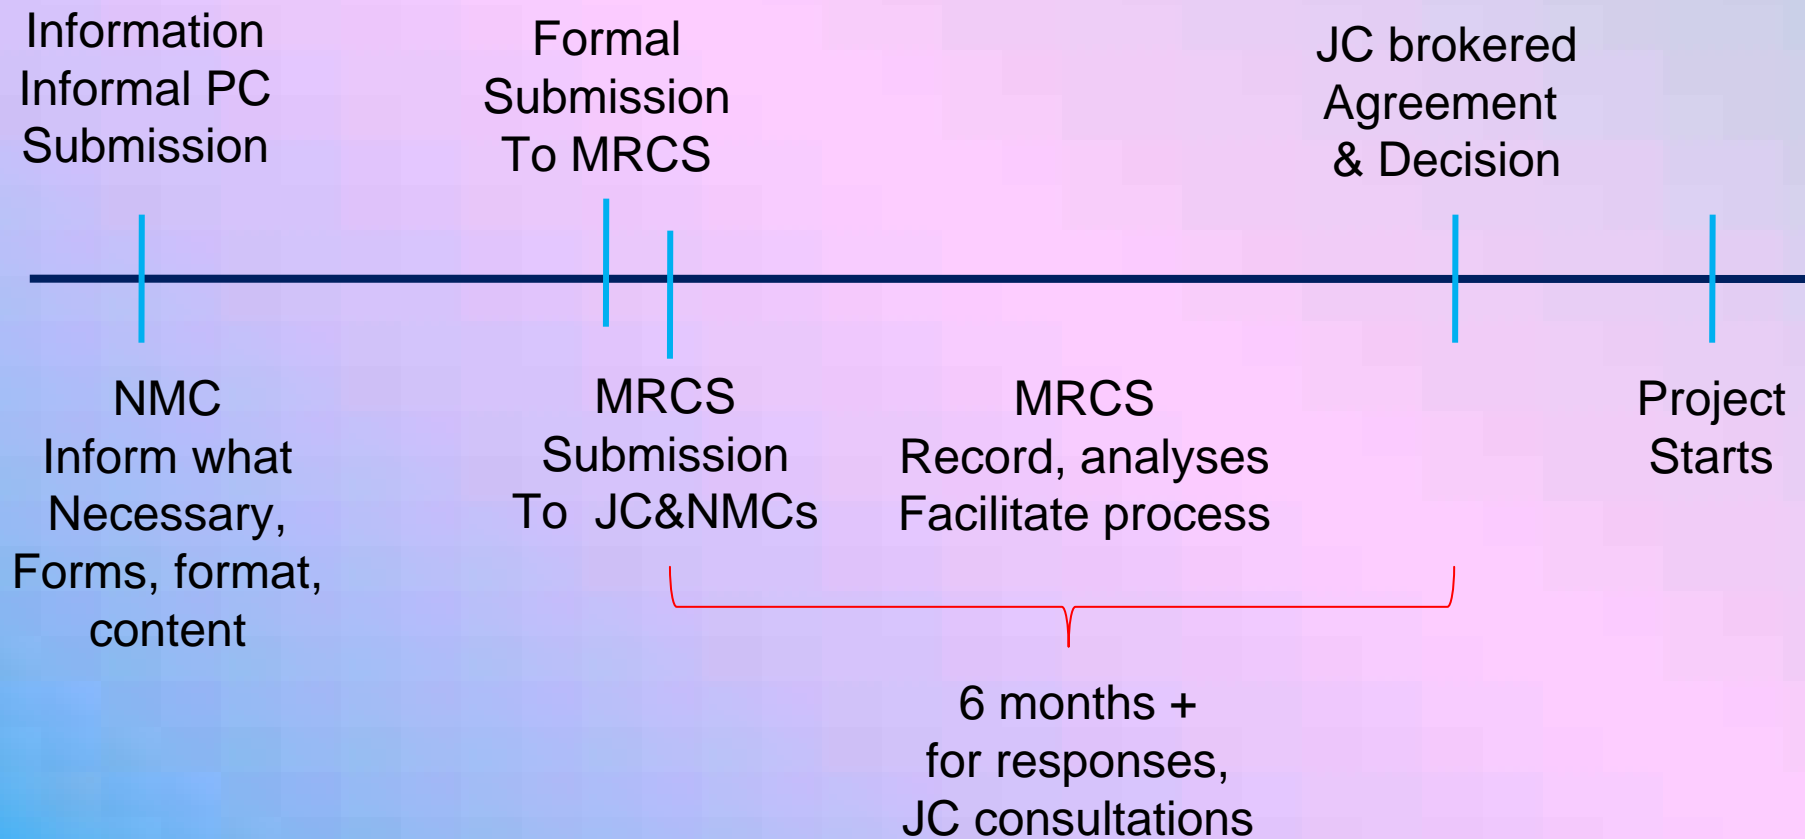 Information
Informal PC
Submission
Formal
Submission
To MRCS
JC brokered
Agreement
& Decision
NMC
Inform what
Necessary,
Forms, format,
content
MRCS
Submission
To JC&NMCs
MRCS
Record, analyses
Facilitate process
Project
Starts
6 months +
for responses,
JC consultations